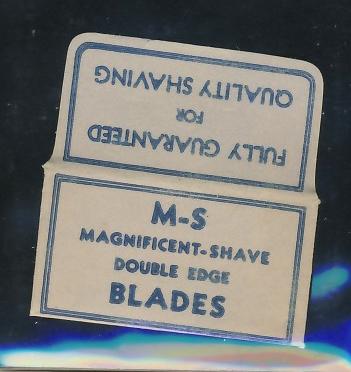 FULLY GUARANTEED
FOR
QUALITY SHAVING
M-S
MAGNIFICENT-SHAVE
DOUBLE EDGE
BLADES